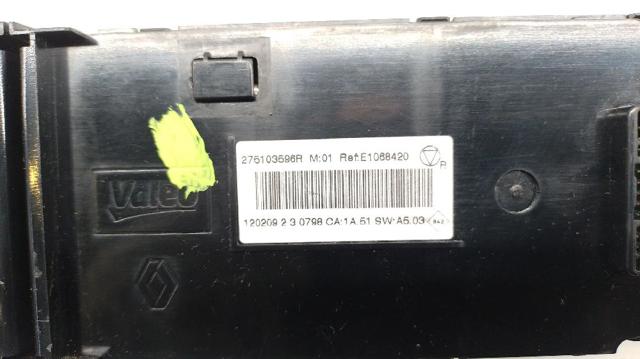 275103596R M:01 Ref:E1068420
R
Valeo
120209 2 3 0798 CA:1A.51 SW:A5.03